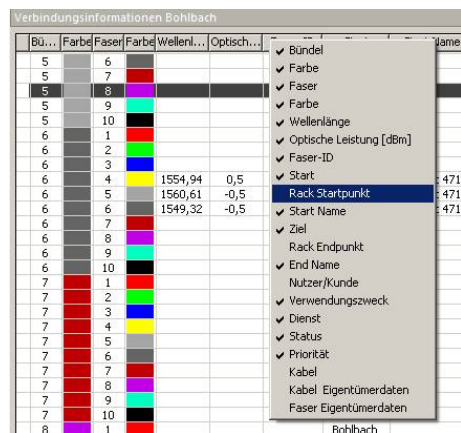 Verbindungsinformationen Bohlbach
Bü... Farbe Faser Farbe Wellenl... Optisch... Name
5 6
5 7
5 8
5 9
5 10
6 1
6 2
6 3
6 4 1554,94 0,5 471
6 5 1560,61 -0,5 471
6 6 1549,32 -0,5 471
6 7
6 8
6 9
6 10
7 1
7 2
7 3
7 4
7 5
7 6
7 7
7 8
7 9
7 10
8 1 Bohlbach
Bündel
Farbe
Faser
Farbe
Wellenlänge
Optische Leistung [dBm]
Faser-ID
Start
Rack Startpunkt
Start Name
Ziel
Rack Endpunkt
End Name
Nutzer/Kunde
Verwendungszweck
Dienst
Status
Priorität
Kabel
Kabel Eigentümerdaten
Faser Eigentümerdaten